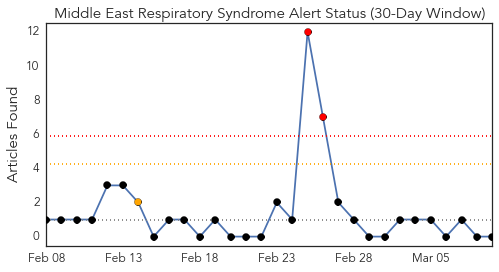 Middle East Respiratory Syndrome Alert Status (30-Day Window)
Articles Found
12
10
8
6
4
2
0
Feb 08
Feb 13
Feb 18
Feb 23
Feb 28
Mar 05